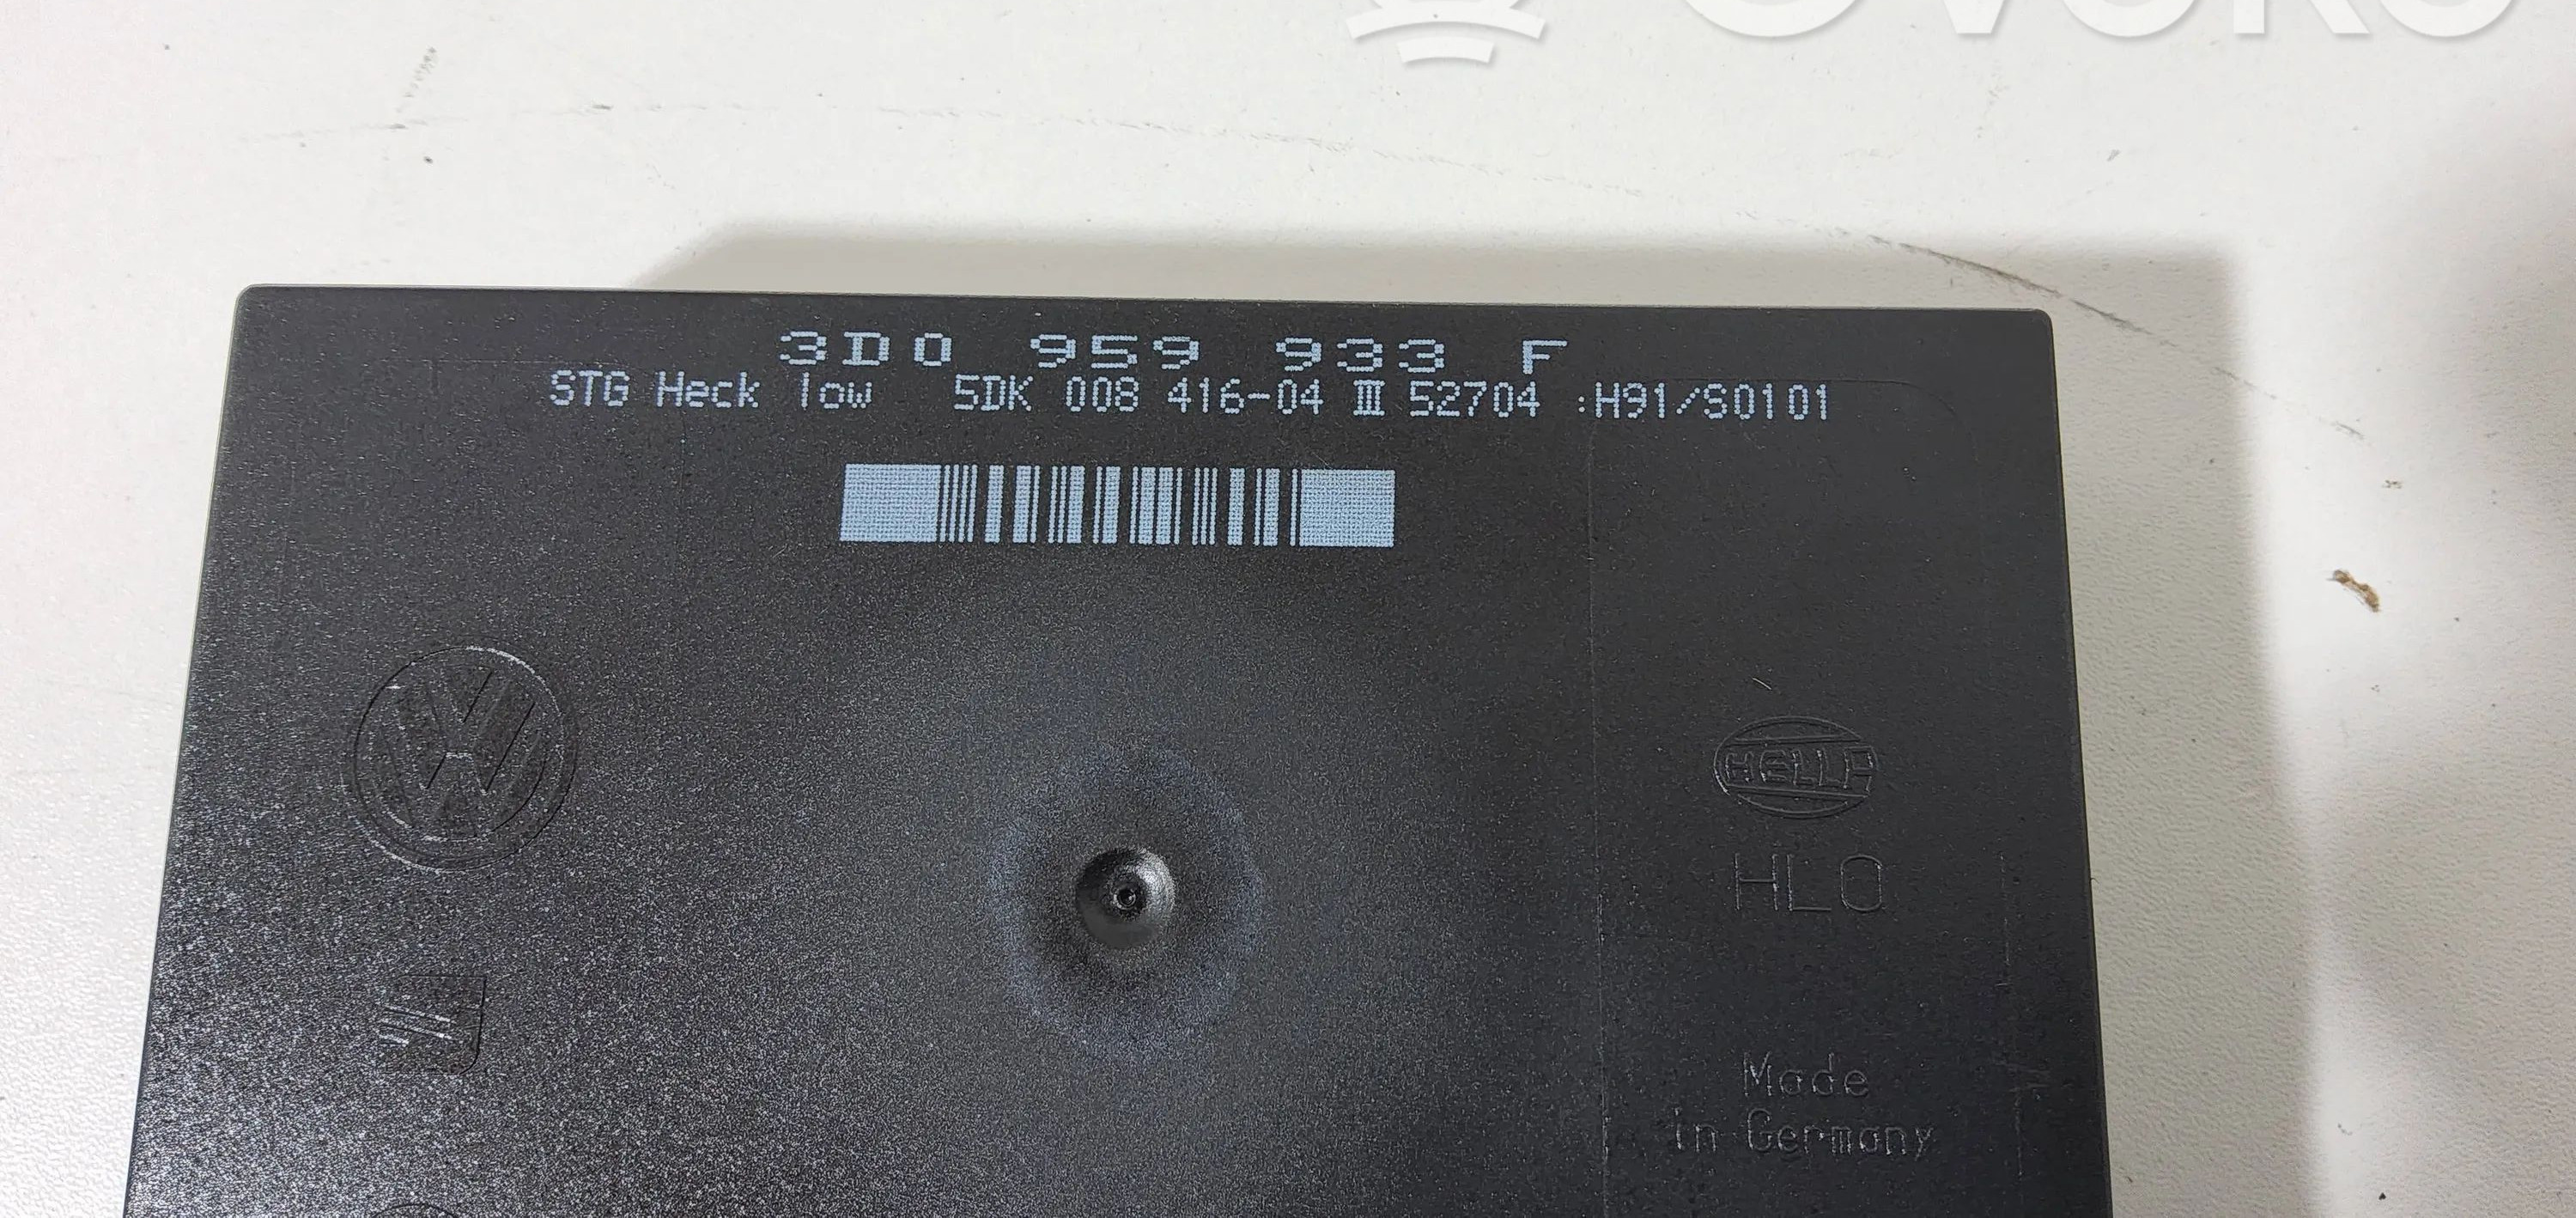 3D0 959 933 F
STG Heck low 5DK 008 416-04 III 52704 :H91/S0101
HELLA
HLO
Made
in Germany